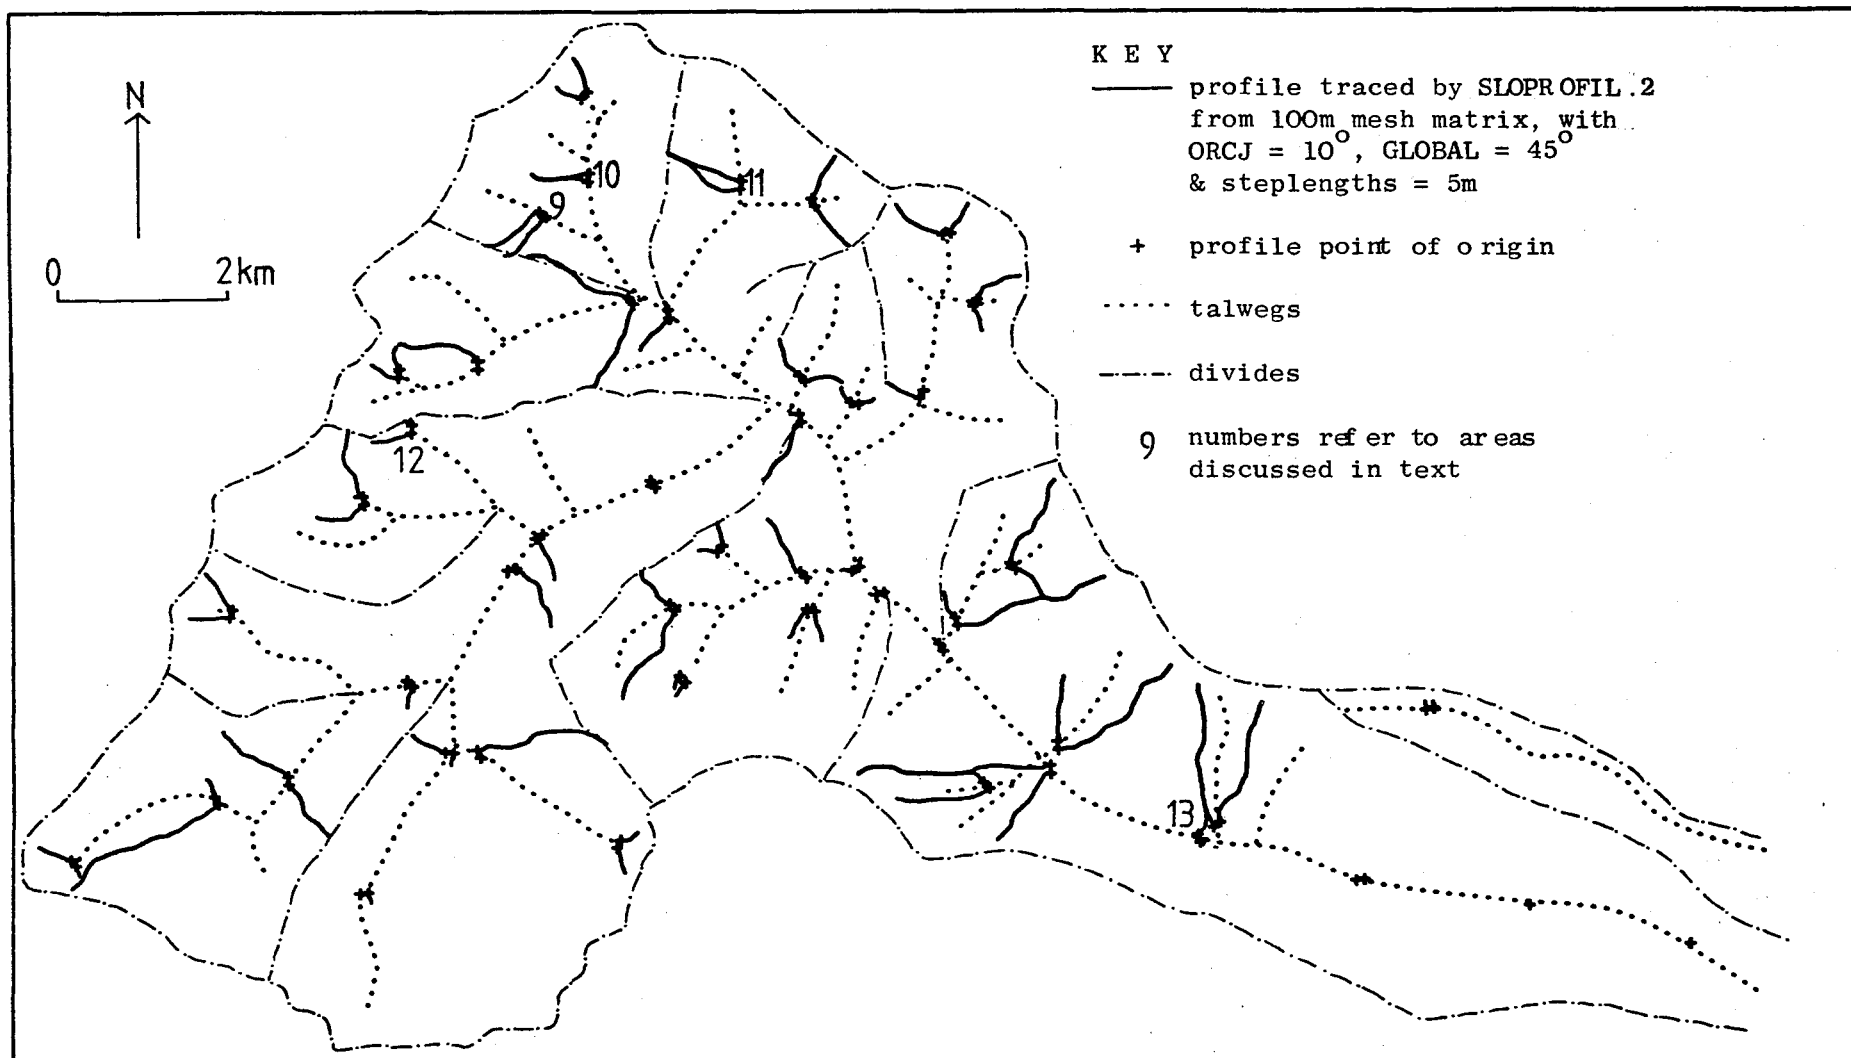 K E Y
profile traced by SLOPROFIL.2
from 100m mesh matrix, with
ORCJ = 10°, GLOBAL = 45°
& steplengths = 5m
profile point of origin
talwegs
divides
9 numbers refer to areas
discussed in text
N
0 2km
10
11
9
12
13